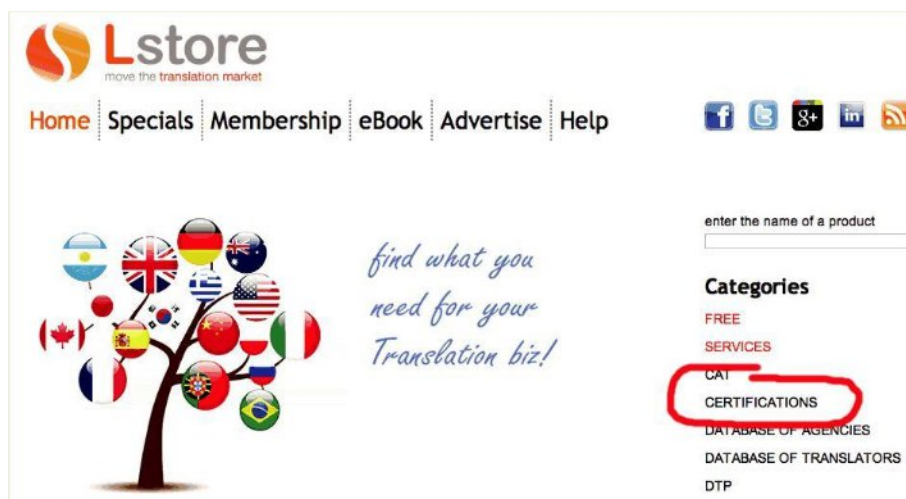 Lstore
move the translation market
Home Specials Membership eBook Advertise Help
f t g+ in
enter the name of a product
find what you
need for your
Translation biz!
Categories
FREE
SERVICES
CAT
CERTIFICATIONS
DATABASE OF AGENCIES
DATABASE OF TRANSLATORS
DTP